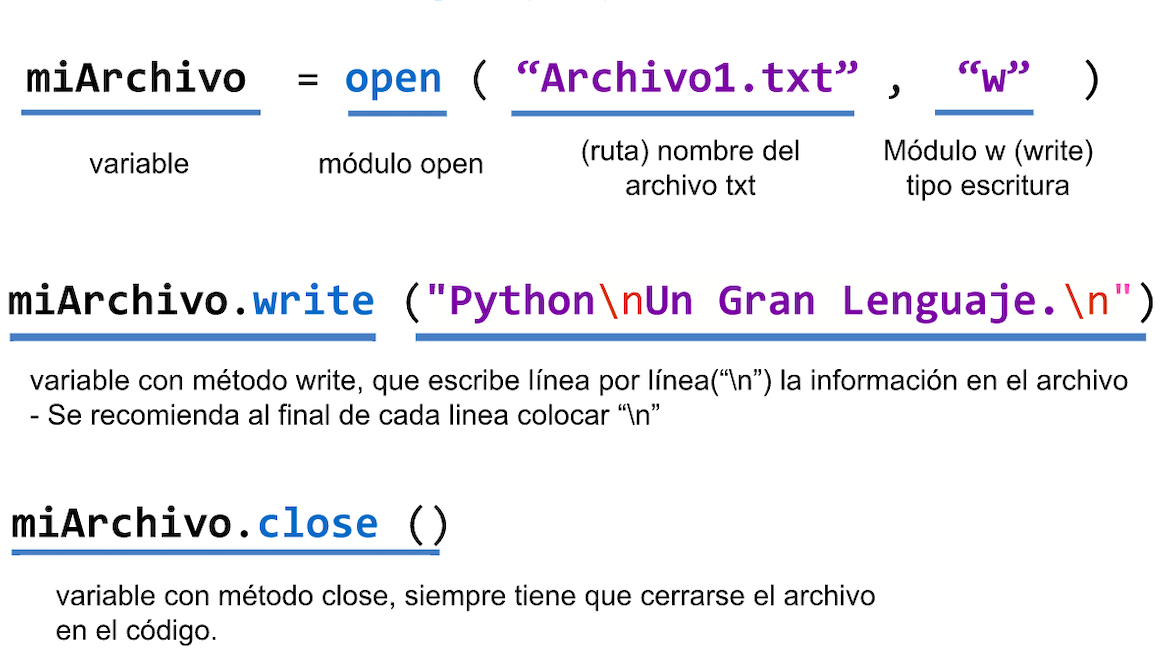 miArchivo = open ( “Archivo1.txt” , “w” )
variable módulo open (ruta) nombre del Módulo w (write)
archivo txt tipo escritura
miArchivo.write ("Python\nUn Gran Lenguaje.\n")
variable con método write, que escribe línea por línea(“\n”) la información en el archivo
- Se recomienda al final de cada linea colocar “\n”
miArchivo.close ()
variable con método close, siempre tiene que cerrarse el archivo
en el código.